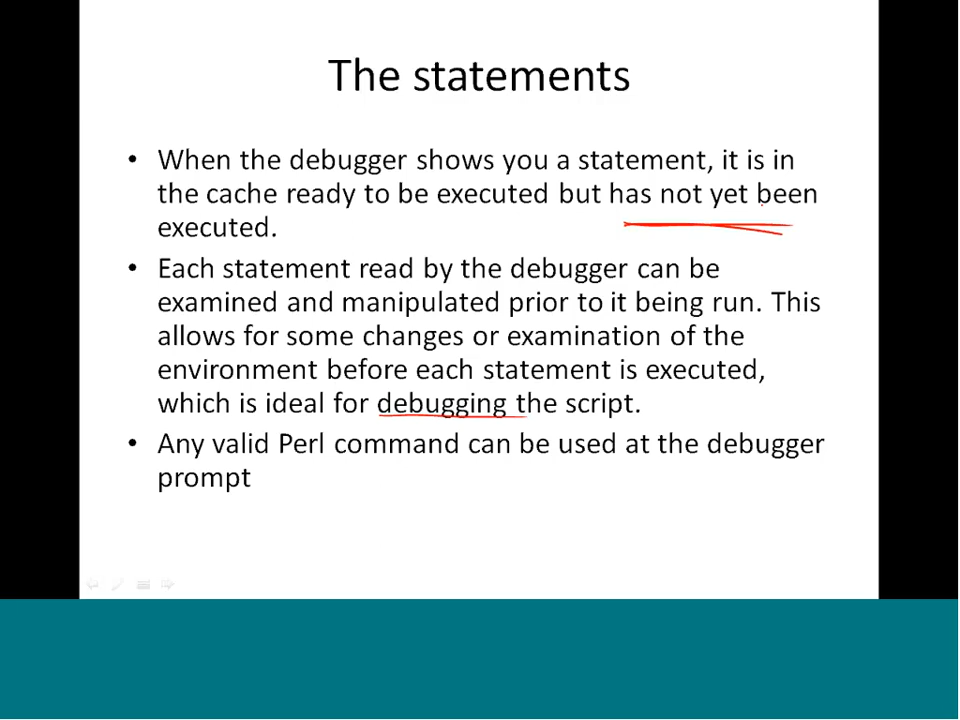 The statements
• When the debugger shows you a statement, it is in
the cache ready to be executed but has not yet been
executed.
• Each statement read by the debugger can be
examined and manipulated prior to it being run. This
allows for some changes or examination of the
environment before each statement is executed,
which is ideal for debugging the script.
• Any valid Perl command can be used at the debugger
prompt